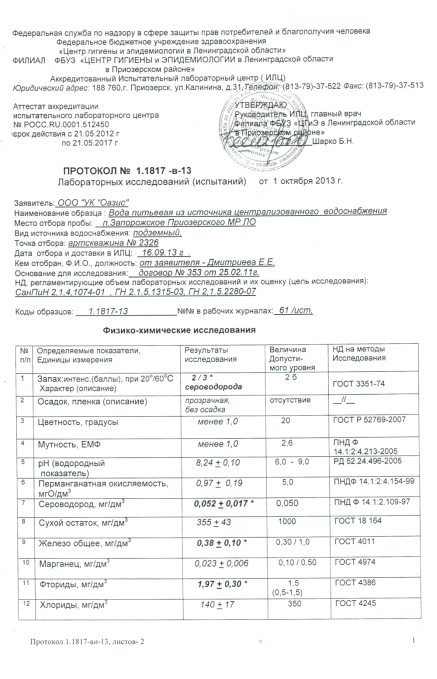 Федеральная служба по надзору в сфере защиты прав потребителей и благополучия человека
Федеральное бюджетное учреждение здравоохранения
«Центр гигиены и эпидемиологии в Ленинградской области»
ФИЛИАЛ ФБУЗ «ЦЕНТР ГИГИЕНЫ и ЭПИДЕМИОЛОГИИ в Ленинградской области
в Приозерском районе»
Аккредитованный Испытательный лабораторный центр ( ИЛЦ)
Юридический адрес: 188 760,г. Приозерск, ул.Калинина, д.31,Телефон: (813-79)-37-522 Факс: (813-79)-37-513
Аттестат аккредитации
испытательного лабораторного центра
№ РОСС.RU.0001.512450
срок действия с 21.05.2012 г
по 21.05.2017 г
УТВЕРЖДАЮ
Руководитель ИЛЦ, главный врач
Филиала ФБУЗ «ЦГиЭ в Ленинградской области
в Приозерском районе»
Шарко Б.Н.
ПРОТОКОЛ № 1.1817 -в-13
Лабораторных исследований (испытаний) от 1 октября 2013 г.
Заявитель: ООО "УК "Оазис"
Наименование образца : Вода питьевая из источника централизованного водоснабжения
Место отбора пробы: п.Запорожское Приозерского МР ЛО
Вид источника водоснабжения: подземный,
Точка отбора: артскважина № 2326
Дата отбора и доставки в ИЛЦ: 16.09.13 г
Кем отобран, Ф.И.О., должность: от заявителя - Дмитриева Е.Е.
Основание для исследования: договор № 353 от 25.02.11г.
НД, регламентирующие объем лабораторных исследований и их оценку (цель исследования):
СанПиН 2.1.4.1074-01 , ГН 2.1.5.1315-03, ГН 2.1.5.2280-07
Коды образцов: 1.1817-13 №№ в рабочих журналах: 61 /ист.
Физико-химические исследования
№ п/п Определяемые показатели, Единицы измерения Результаты исследования Величина Допустимого уровня НД на методы Исследования
1 Запах:интенс.(баллы), при 20°/60°С Характер (описание) 2 / 3 * сероводорода 2 б ГОСТ 3351-74
2 Осадок, пленка (описание) прозрачная, без осадка отсутствие __//__
3 Цветность, градусы менее 1,0 20 ГОСТ Р 52769-2007
4 Мутность, ЕМФ менее 1,0 2,6 ПНД Ф 14.1:2:4.213-2005
5 рН (водородный показатель) 8,24 ± 0,10 6,0 - 9,0 РД 52.24.496-2005
6 Перманганатная окисляемость, мгО/дм³ 0,97 ± 0,19 5,0 ПНДФ 14.1:2:4.154-99
7 Сероводород, мг/дм³ 0,052 ± 0,017 * 0,050 ПНДФ 14.1:2.109-97
8 Сухой остаток, мг/дм³ 355 ± 43 1000 ГОСТ 18 164
9 Железо общее, мг/дм³ 0,38 ± 0,10 * 0,30 / 1,0 ГОСТ 4011
10 Марганец, мг/дм³ 0,023 ± 0,006 0,10 / 0,50 ГОСТ 4974
11 Фториды, мг/дм³ 1,97 ± 0,30 * 1,5 (0,5-1,5) ГОСТ 4386
12 Хлориды, мг/дм³ 140 ± 17 350 ГОСТ 4245
Протокол 1.1817-ви-13, листов- 2 1